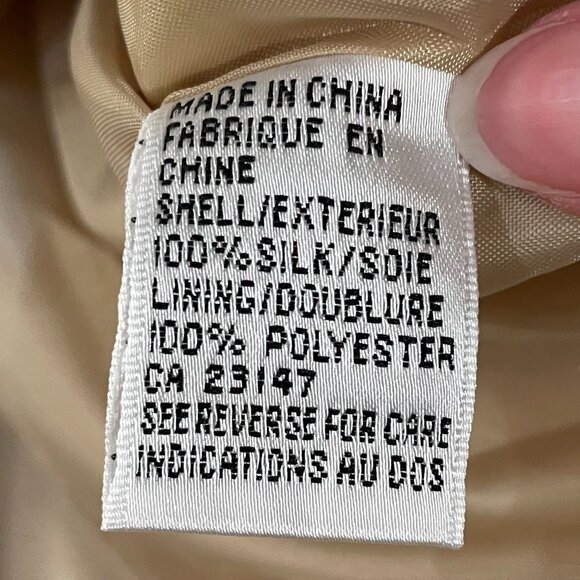 MADE IN CHINA
FABRIQUE EN
CHINE
SHELL/EXTERIEUR
100% SILK/SOIE
LINING/DOUBLURE
100% POLYESTER
CA 23147
SEE REVERSE FOR CARE
INDICATIONS AU DOS